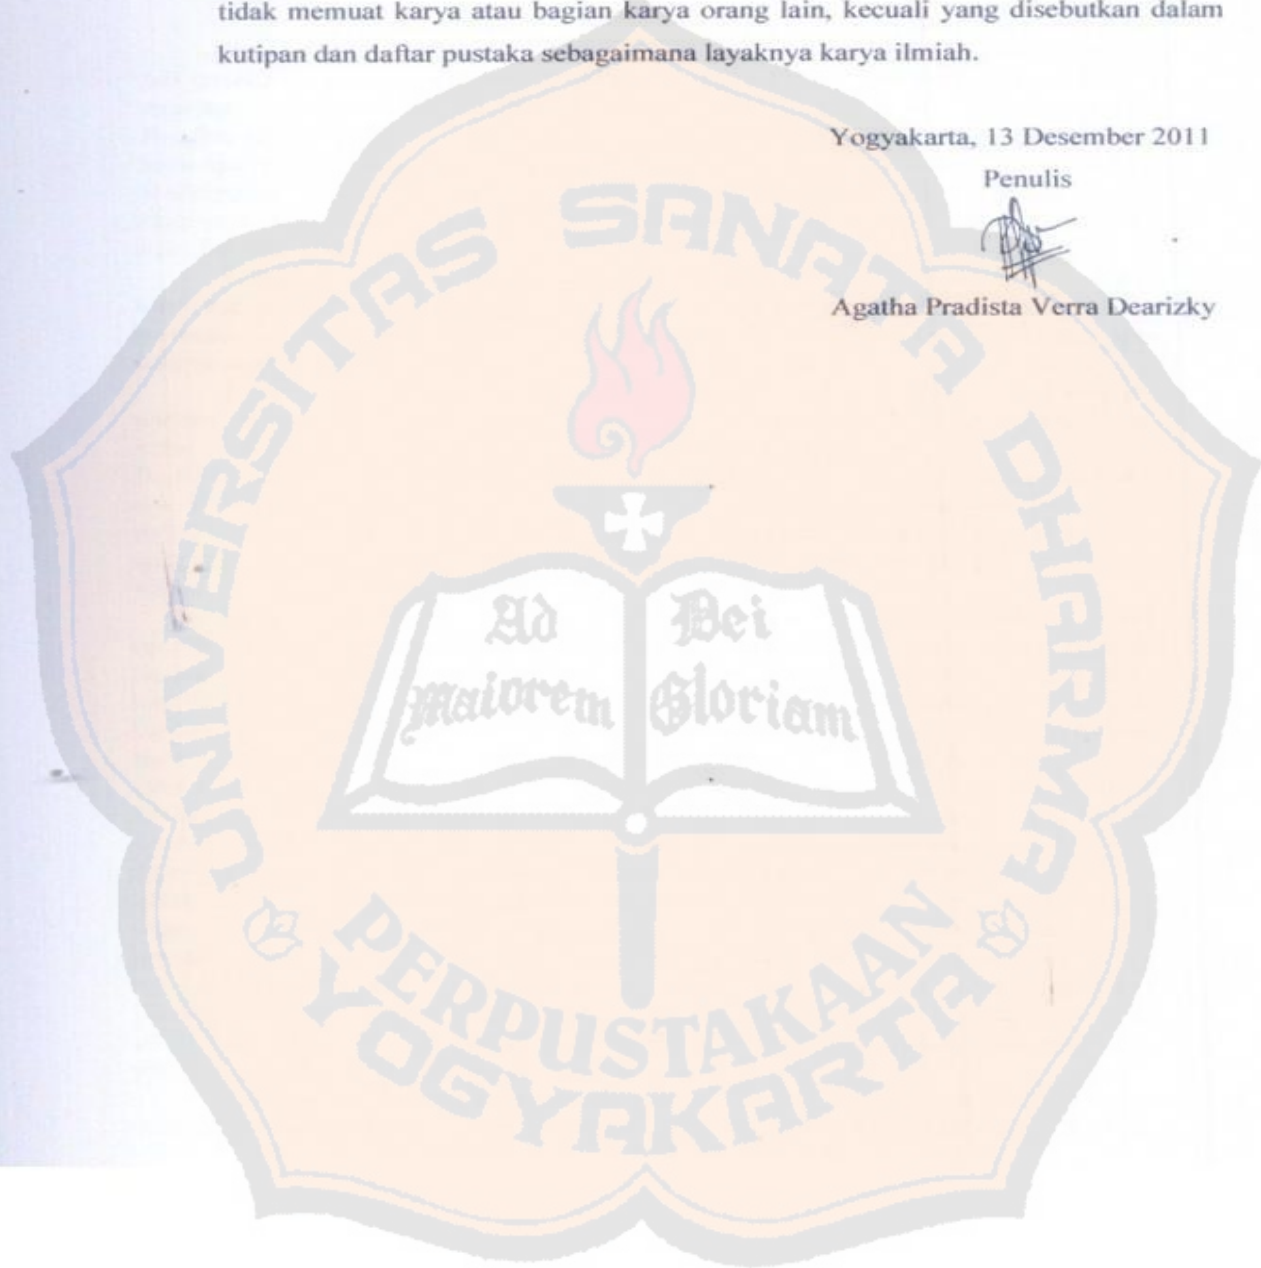 tidak memuat karya atau bagian karya orang lain, kecuali yang disebutkan dalam
kutipan dan daftar pustaka sebagaimana layaknya karya ilmiah.
Yogyakarta, 13 Desember 2011
Penulis
Agatha Pradista Verra Dearizky
UNIVERSITAS SANATA DHARMA
Ad Dei
maiorem Gloriam
PERPUSTAKAAN
YOGYAKARTA